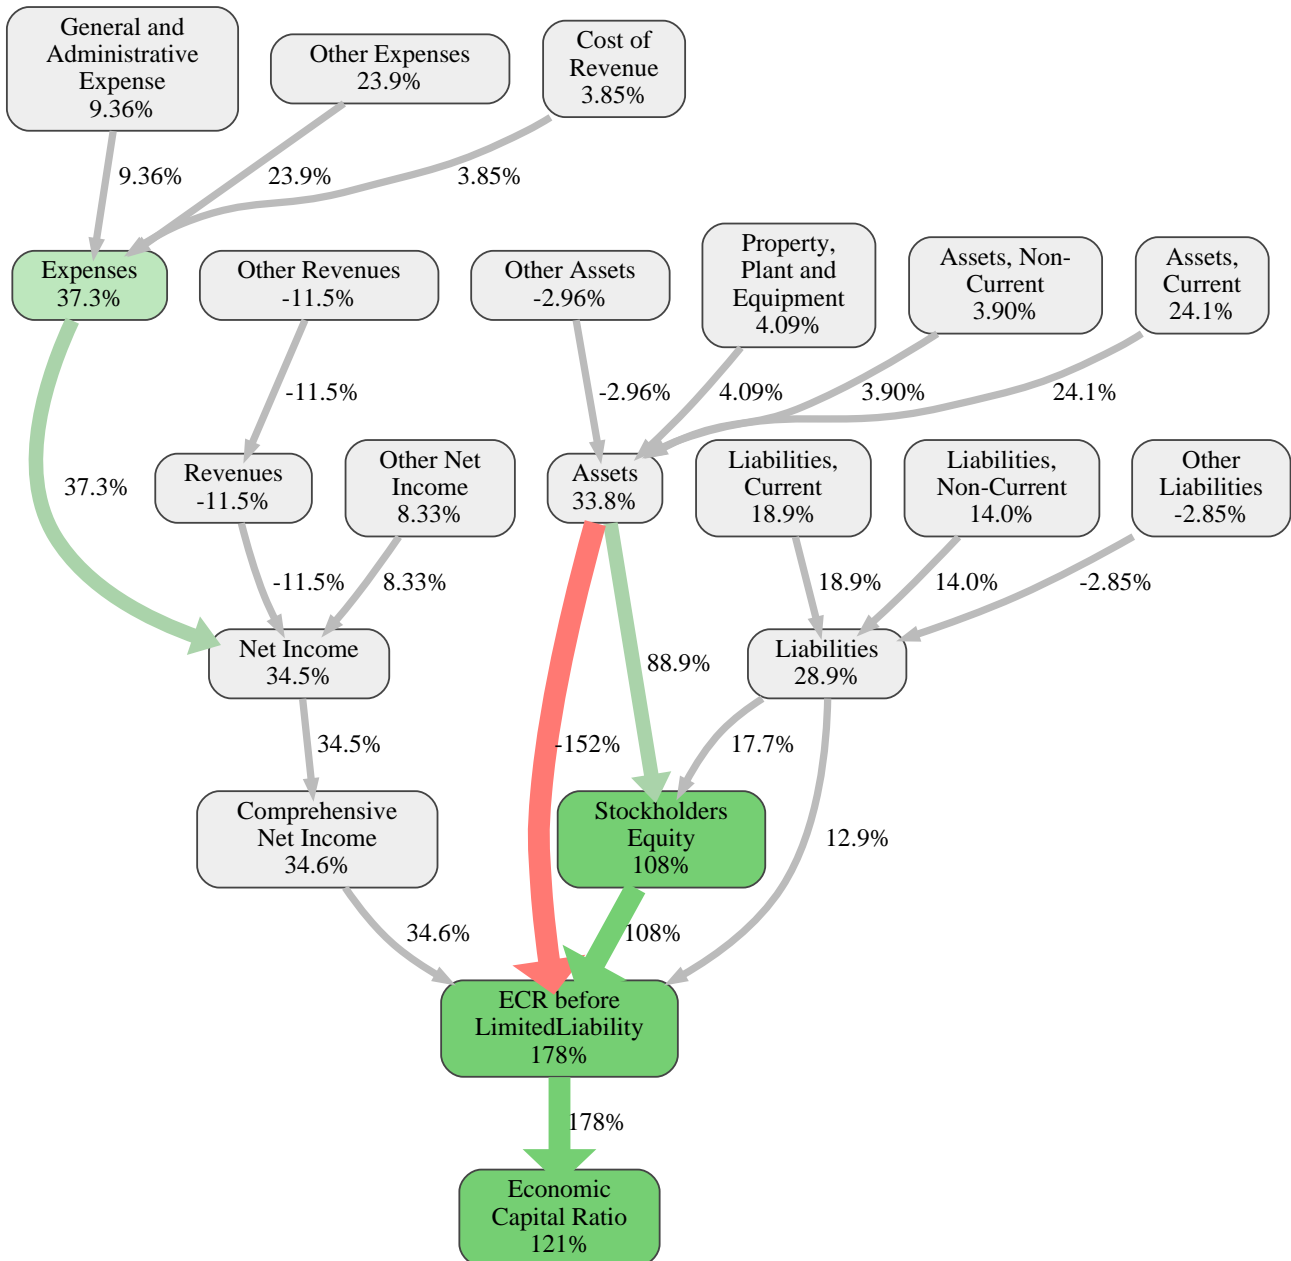 General and
Administrative
Expense
9.36%
Other Expenses
23.9%
Cost of
Revenue
3.85%
9.36%
23.9%
3.85%
Expenses
37.3%
Other Revenues
-11.5%
Other Assets
-2.96%
Property,
Plant and
Equipment
4.09%
Assets, Non-
Current
3.90%
Assets,
Current
24.1%
-11.5%
-2.96%
4.09%
3.90%
24.1%
37.3%
Revenues
-11.5%
Other Net
Income
8.33%
Assets
33.8%
Liabilities,
Current
18.9%
Liabilities,
Non-Current
14.0%
Other
Liabilities
-2.85%
-11.5%
8.33%
18.9%
14.0%
-2.85%
Net Income
34.5%
88.9%
Liabilities
28.9%
34.5%
-152%
17.7%
Comprehensive
Net Income
34.6%
Stockholders
Equity
108%
12.9%
34.6%
108%
ECR before
LimitedLiability
178%
178%
Economic
Capital Ratio
121%